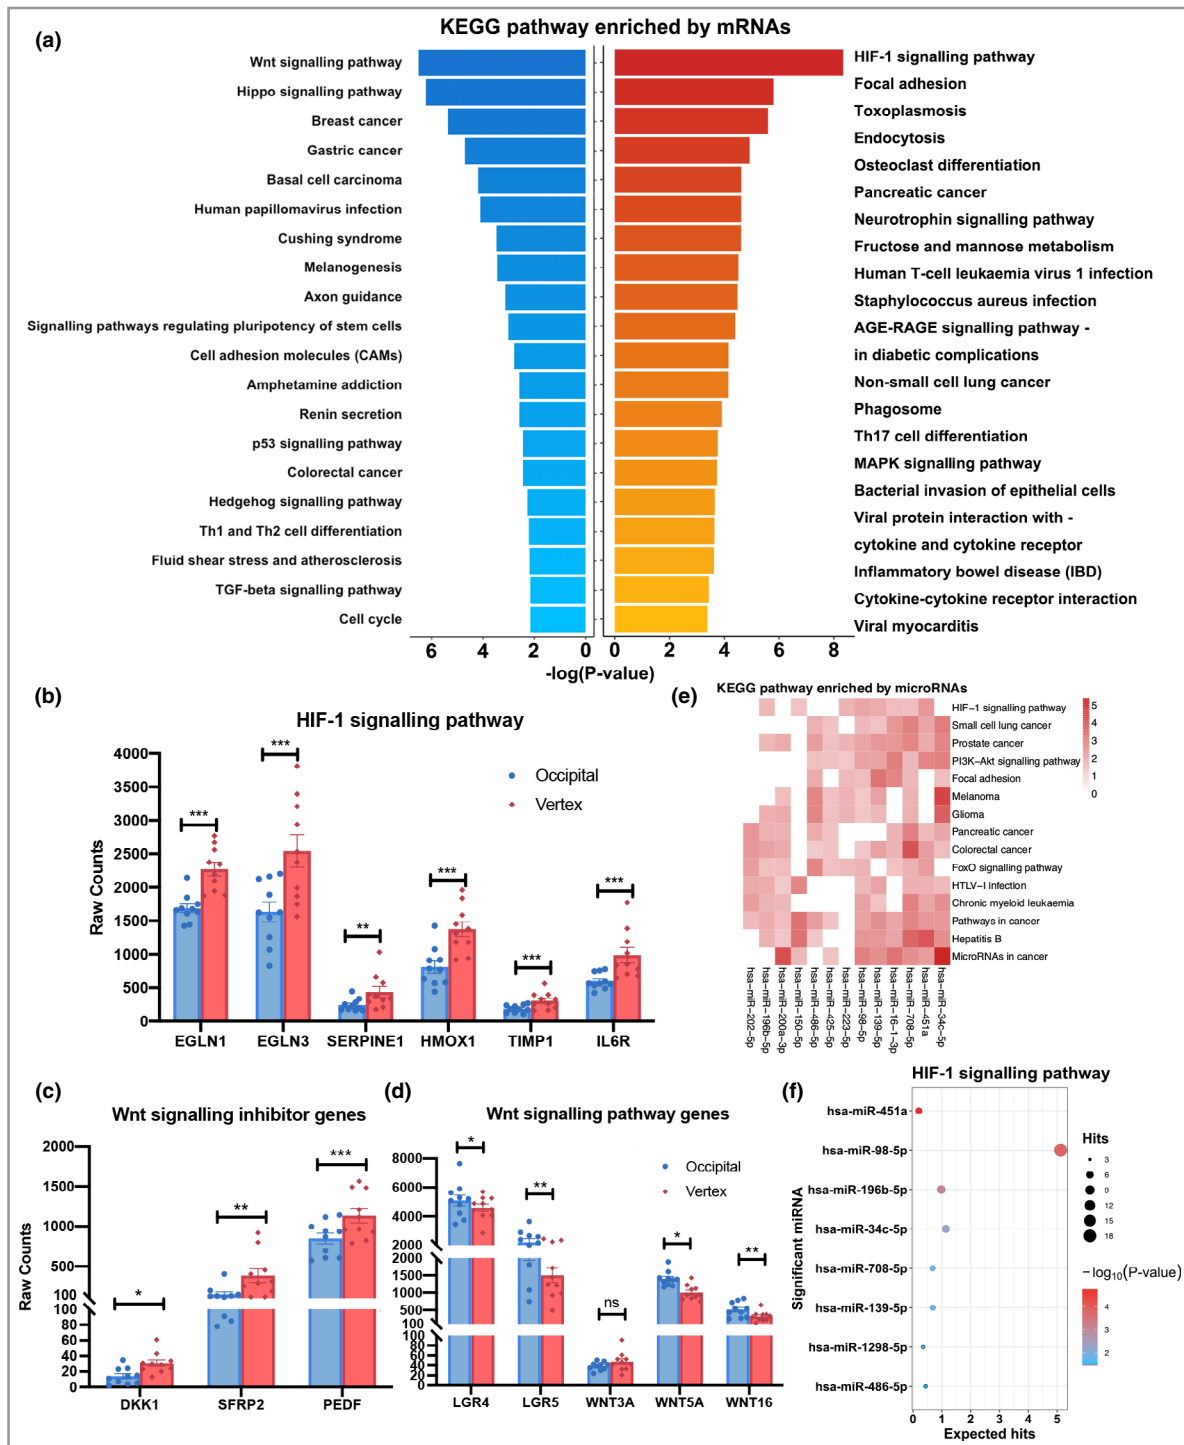 (a)
KEGG pathway enriched by mRNAs
Wnt signalling pathway
Hippo signalling pathway
Breast cancer
Gastric cancer
Basal cell carcinoma
Human papillomavirus infection
Cushing syndrome
Melanogenesis
Axon guidance
Signalling pathways regulating pluripotency of stem cells
Cell adhesion molecules (CAMs)
Amphetamine addiction
Renin secretion
p53 signalling pathway
Colorectal cancer
Hedgehog signalling pathway
Th1 and Th2 cell differentiation
Fluid shear stress and atherosclerosis
TGF-beta signalling pathway
Cell cycle
HIF-1 signalling pathway
Focal adhesion
Toxoplasmosis
Endocytosis
Osteoclast differentiation
Pancreatic cancer
Neurotrophin signalling pathway
Fructose and mannose metabolism
Human T-cell leukaemia virus 1 infection
Staphylococcus aureus infection
AGE-RAGE signalling pathway -
in diabetic complications
Non-small cell lung cancer
Phagosome
Th17 cell differentiation
MAPK signalling pathway
Bacterial invasion of epithelial cells
Viral protein interaction with -
cytokine and cytokine receptor
Inflammatory bowel disease (IBD)
Cytokine-cytokine receptor interaction
Viral myocarditis
6 4 2 0 0 2 4 6 8
-log(P-value)
(b)
HIF-1 signalling pathway
Raw Counts
4000
3500
3000
2500
2000
1500
1000
500
0
Occipital
Vertex
*** *** ** *** *** ***
EGLN1 EGLN3 SERPINE1 HMOX1 TIMP1 IL6R
(e)
KEGG pathway enriched by microRNAs
HIF-1 signalling pathway
Small cell lung cancer
Prostate cancer
PI3K-Akt signalling pathway
Focal adhesion
Melanoma
Glioma
Pancreatic cancer
Colorectal cancer
FoxO signalling pathway
HTLV-I infection
Chronic myeloid leukaemia
Pathways in cancer
Hepatitis B
MicroRNAs in cancer
5
4
3
2
1
0
hsa-miR-202-5p
hsa-miR-196b-5p
hsa-miR-200a-3p
hsa-miR-150-5p
hsa-miR-486-5p
hsa-miR-425-5p
hsa-miR-223-5p
hsa-miR-98-5p
hsa-miR-139-5p
hsa-miR-16-1-3p
hsa-miR-708-5p
hsa-miR-451a
hsa-miR-34c-5p
(c)
Wnt signalling inhibitor genes
Raw Counts
2000
1500
1000
500
100
100
80
60
40
20
0
* ** ***
DKK1 SFRP2 PEDF
(d)
Wnt signalling pathway genes
8000
6000
4000
2000
2000
1500
1000
500
100
100
80
60
40
20
0
Occipital
Vertex
* ** ns * **
LGR4 LGR5 WNT3A WNT5A WNT16
(f)
HIF-1 signalling pathway
Significant miRNA
hsa-miR-451a
hsa-miR-98-5p
hsa-miR-196b-5p
hsa-miR-34c-5p
hsa-miR-708-5p
hsa-miR-139-5p
hsa-miR-1298-5p
hsa-miR-486-5p
0 1 2 3 4 5
Expected hits
Hits
3
6
9
12
15
18
−log10(P-value)
4
3
2